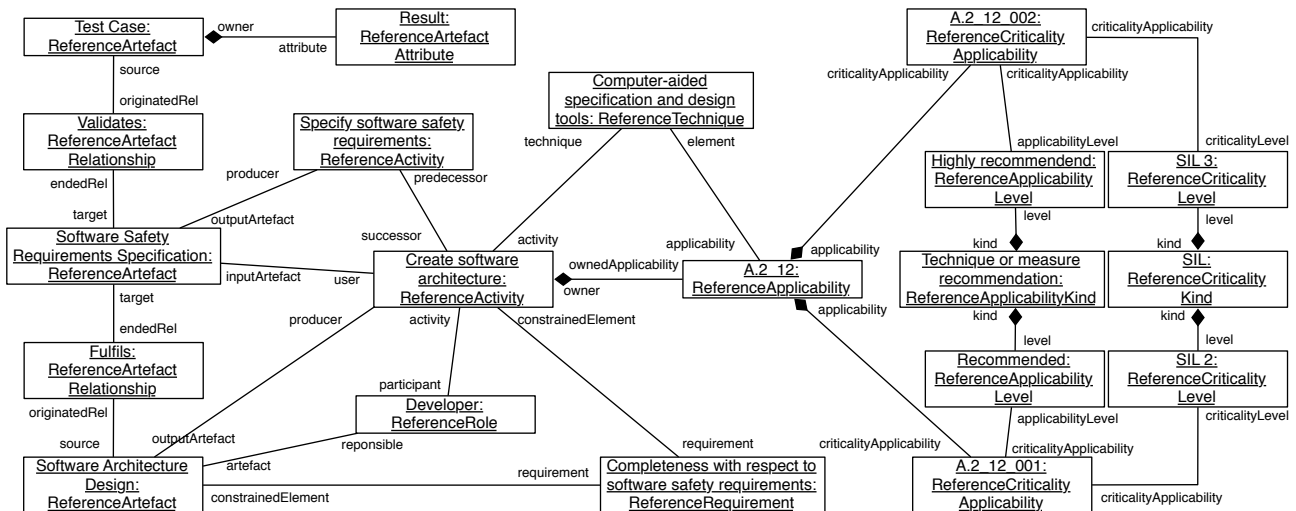 Test Case:
ReferenceArtefact
owner
attribute
Result:
ReferenceArtefact
Attribute
source
originatedRel
Validates:
ReferenceArtefact
Relationship
endedRel
target
Specify software safety
requirements:
ReferenceActivity
producer
predecessor
outputArtefact
Computer-aided
specification and design
tools: ReferenceTechnique
technique
element
Software Safety
Requirements Specification:
ReferenceArtefact
inputArtefact
successor
activity
user
Create software
architecture:
ReferenceActivity
ownedApplicability
owner
applicability
A.2_12:
ReferenceApplicability
applicability
applicability
target
endedRel
Fulfils:
ReferenceArtefact
Relationship
originatedRel
source
producer
activity
constrainedElement
participant
Developer:
ReferenceRole
reponsible
outputArtefact
artefact
Software Architecture
Design:
ReferenceArtefact
constrainedElement
requirement
requirement
Completeness with respect to
software safety requirements:
ReferenceRequirement
A.2_12_002:
ReferenceCriticality
Applicability
criticalityApplicability
criticalityApplicability
criticalityApplicability
applicabilityLevel
criticalityLevel
Highly recommendend:
ReferenceApplicability
Level
SIL 3:
ReferenceCriticality
Level
level
level
kind
kind
Technique or measure
recommendation:
ReferenceApplicabilityKind
SIL:
ReferenceCriticality
Kind
kind
kind
level
level
Recommended:
ReferenceApplicability
Level
SIL 2:
ReferenceCriticality
Level
applicabilityLevel
criticalityLevel
criticalityApplicability
criticalityApplicability
A.2_12_001:
ReferenceCriticality
Applicability
criticalityApplicability